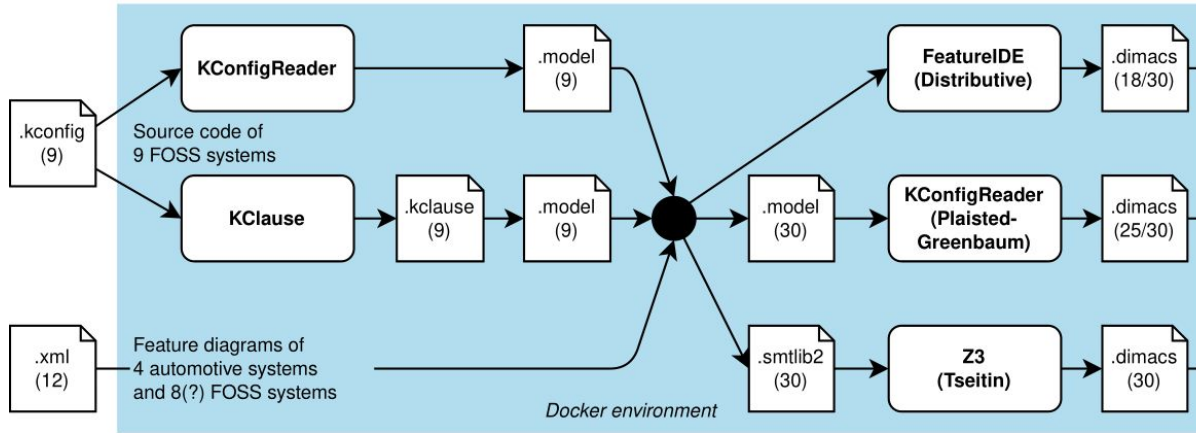 KConfigReader
.model
(9)
FeatureIDE
(Distributive)
.dimacs
(18/30)
.kconfig
(9)
Source code of
9 FOSS systems
KClause
.kclause
(9)
.model
(9)
.model
(30)
KConfigReader
(Plaisted-
Greenbaum)
.dimacs
(25/30)
.xml
(12)
Feature diagrams of
4 automotive systems
and 8(?) FOSS systems
.smtlib2
(30)
Z3
(Tseitin)
.dimacs
(30)
Docker environment